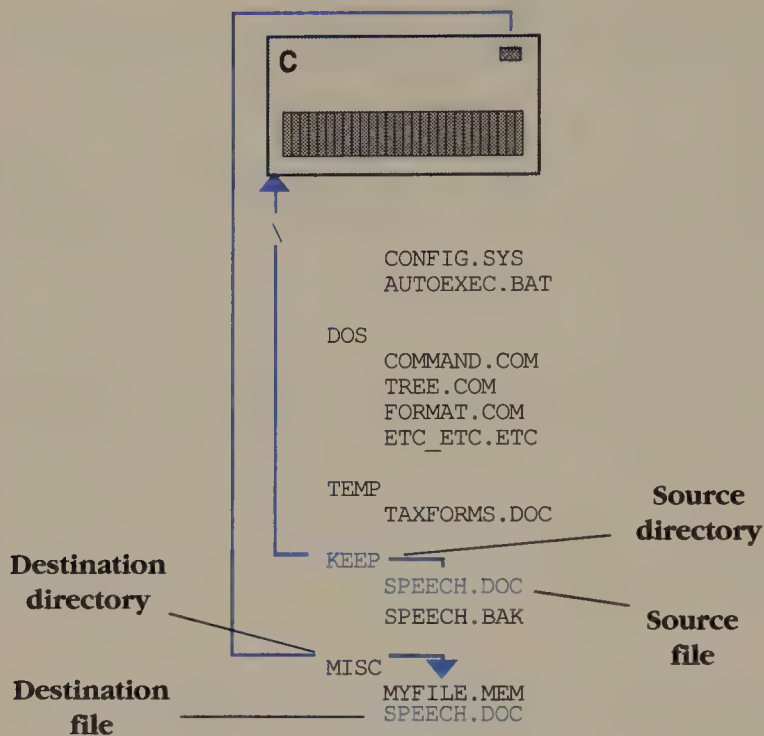 C
\
CONFIG.SYS
AUTOEXEC.BAT
DOS
COMMAND.COM
TREE.COM
FORMAT.COM
ETC_ETC.ETC
TEMP
TAXFORMS.DOC
Source
directory
KEEP
Destination
directory
SPEECH.DOC
SPEECH.BAK
Source
file
MISC
MYFILE.MEM
Destination
file
SPEECH.DOC